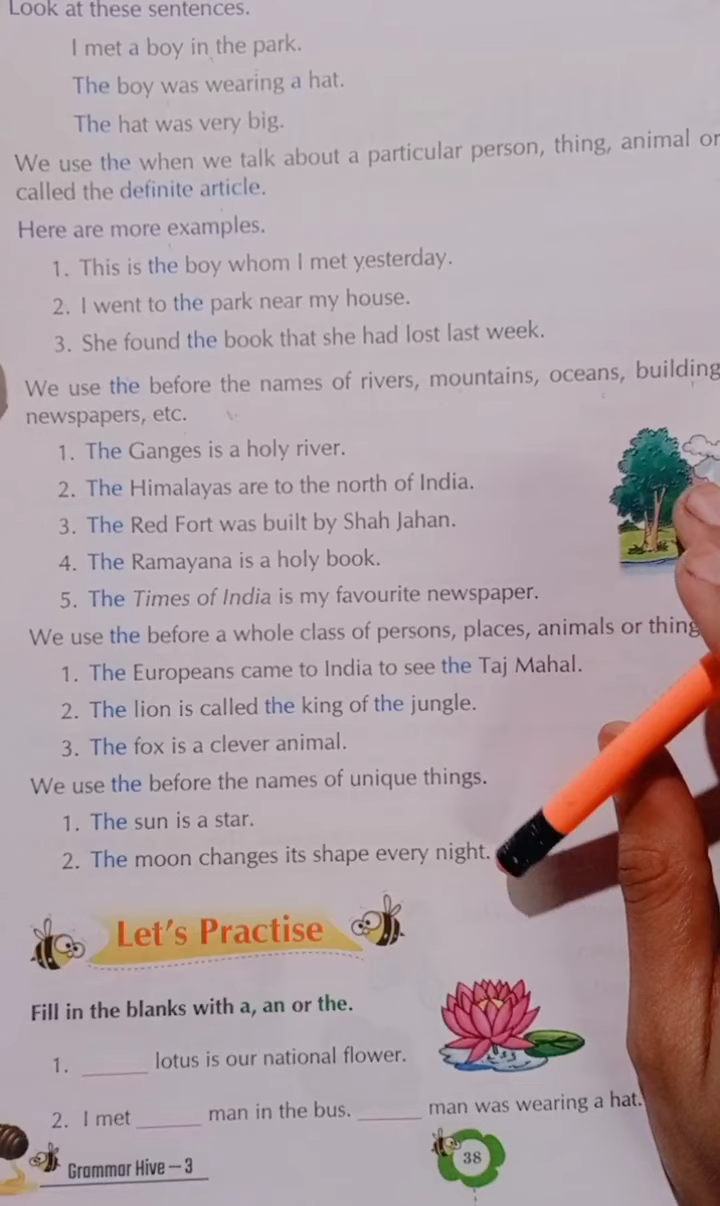 Look at these sentences.
I met a boy in the park.
The boy was wearing a hat.
The hat was very big.
We use the when we talk about a particular person, thing, animal or
called the definite article.
Here are more examples.
1. This is the boy whom I met yesterday.
2. I went to the park near my house.
3. She found the book that she had lost last week.
We use the before the names of rivers, mountains, oceans, building
newspapers, etc.
1. The Ganges is a holy river.
2. The Himalayas are to the north of India.
3. The Red Fort was built by Shah Jahan.
4. The Ramayana is a holy book.
5. The Times of India is my favourite newspaper.
We use the before a whole class of persons, places, animals or thing
1. The Europeans came to India to see the Taj Mahal.
2. The lion is called the king of the jungle.
3. The fox is a clever animal.
We use the before the names of unique things.
1. The sun is a star.
2. The moon changes its shape every night.
Let's Practise
Fill in the blanks with a, an or the.
1. ______ lotus is our national flower.
2. I met ______ man in the bus. ______ man was wearing a hat.
Grammar Hive – 3
38